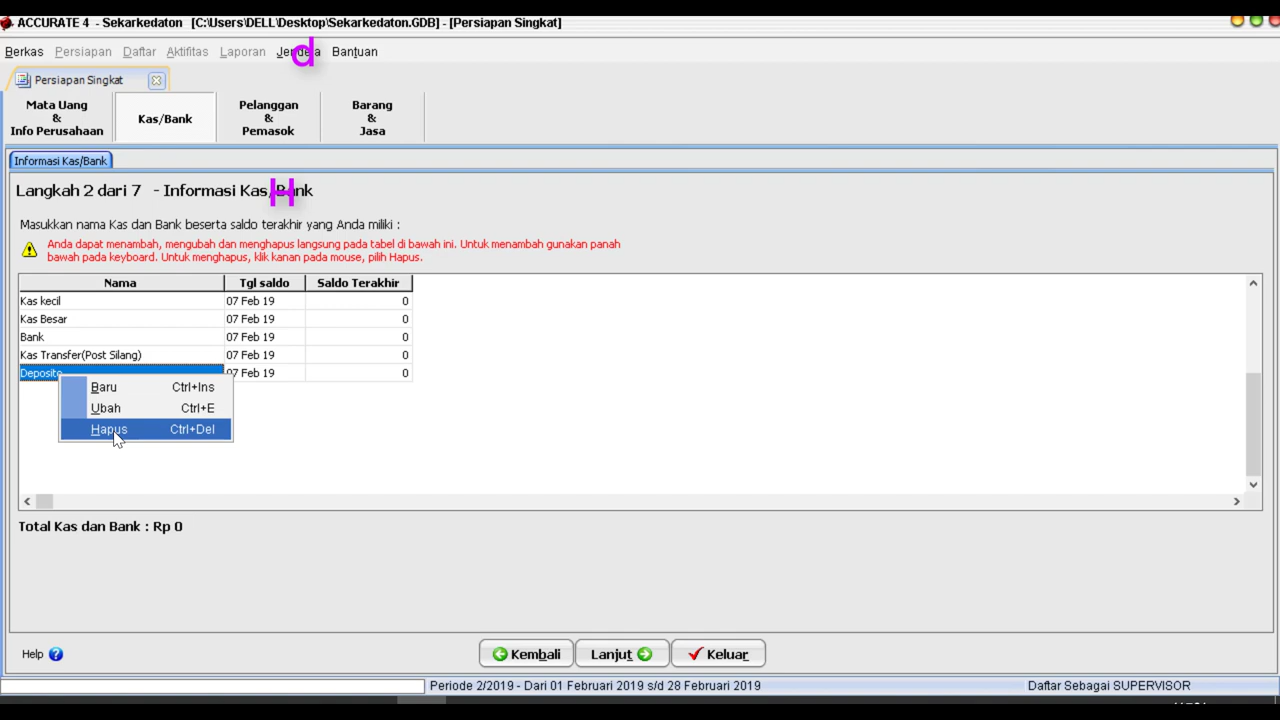 ACCURATE 4 - Sekarkedaton [C:\Users\DELL\Desktop\Sekarkedaton.GDB] - [Persiapan Singkat]
Berkas Persiapan Daftar Aktifitas Laporan Jendela Bantuan
d
Persiapan Singkat
Mata Uang
&
Info Perusahaan
Kas/Bank
Pelanggan
&
Pemasok
Barang
&
Jasa
Informasi Kas/Bank
Langkah 2 dari 7 - Informasi Kas/Bank
H
Masukkan nama Kas dan Bank beserta saldo terakhir yang Anda miliki :
Anda dapat menambah, mengubah dan menghapus langsung pada tabel di bawah ini. Untuk menambah gunakan panah
bawah pada keyboard. Untuk menghapus, klik kanan pada mouse, pilih Hapus.
Nama Tgl saldo Saldo Terakhir
Kas kecil 07 Feb 19 0
Kas Besar 07 Feb 19 0
Bank 07 Feb 19 0
Kas Transfer(Post Silang) 07 Feb 19 0
Deposito 07 Feb 19 0
Baru Ctrl+Ins
Ubah Ctrl+E
Hapus Ctrl+Del
Total Kas dan Bank : Rp 0
Help Kembali Lanjut Keluar
Periode 2/2019 - Dari 01 Februari 2019 s/d 28 Februari 2019 Daftar Sebagai SUPERVISOR